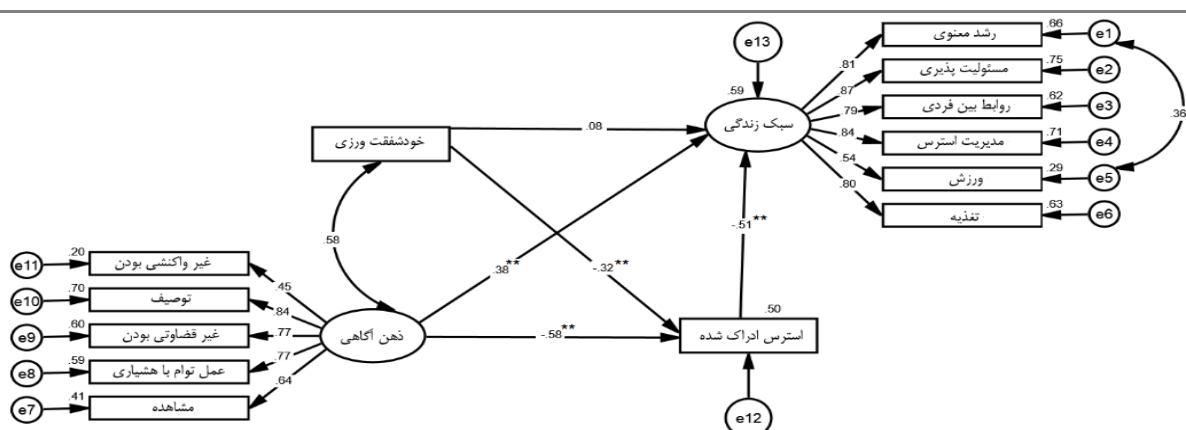 e13
.59
سبک زندگی
رشد معنوی
.66
e1
.81
مسئولیت پذیری
.75
e2
.87
روابط بین فردی
.62
e3
.79
مدیریت استرس
.71
e4
.84
ورزش
.29
e5
.54
تغذیه
.63
e6
.80
.36
خودشفقت ورزی
.08
.58
.38**
-.32**
-.51**
-.58**
.50
استرس ادراک شده
e12
ذهن آگاهی
e11
.20
غیر واکنشی بودن
.45
e10
.70
توصیف
.84
e9
.60
غیر قضاوتی بودن
.77
e8
.59
عمل توام با هشیاری
.77
e7
.41
مشاهده
.64